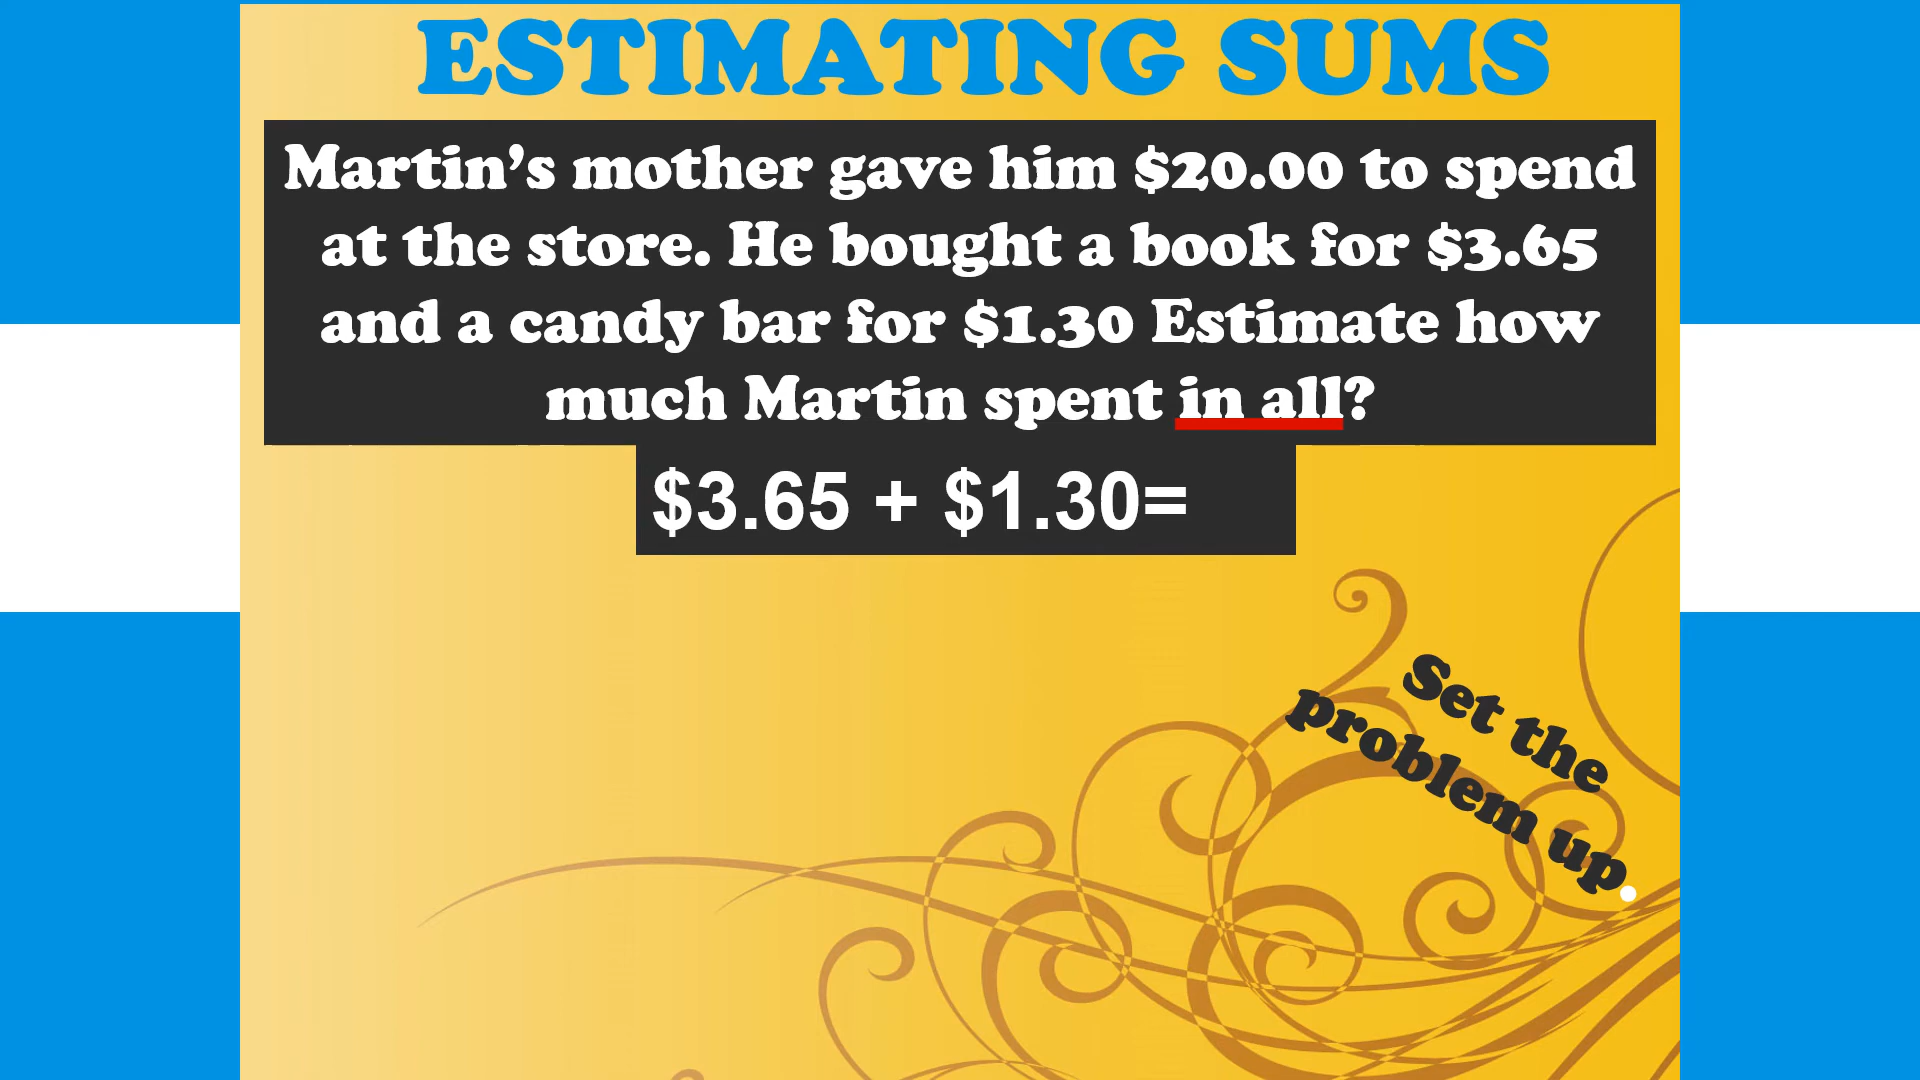 ESTIMATING SUMS
Martin’s mother gave him $20.00 to spend
at the store. He bought a book for $3.65
and a candy bar for $1.30 Estimate how
much Martin spent in all?
$3.65 + $1.30=
Set the
problem up.